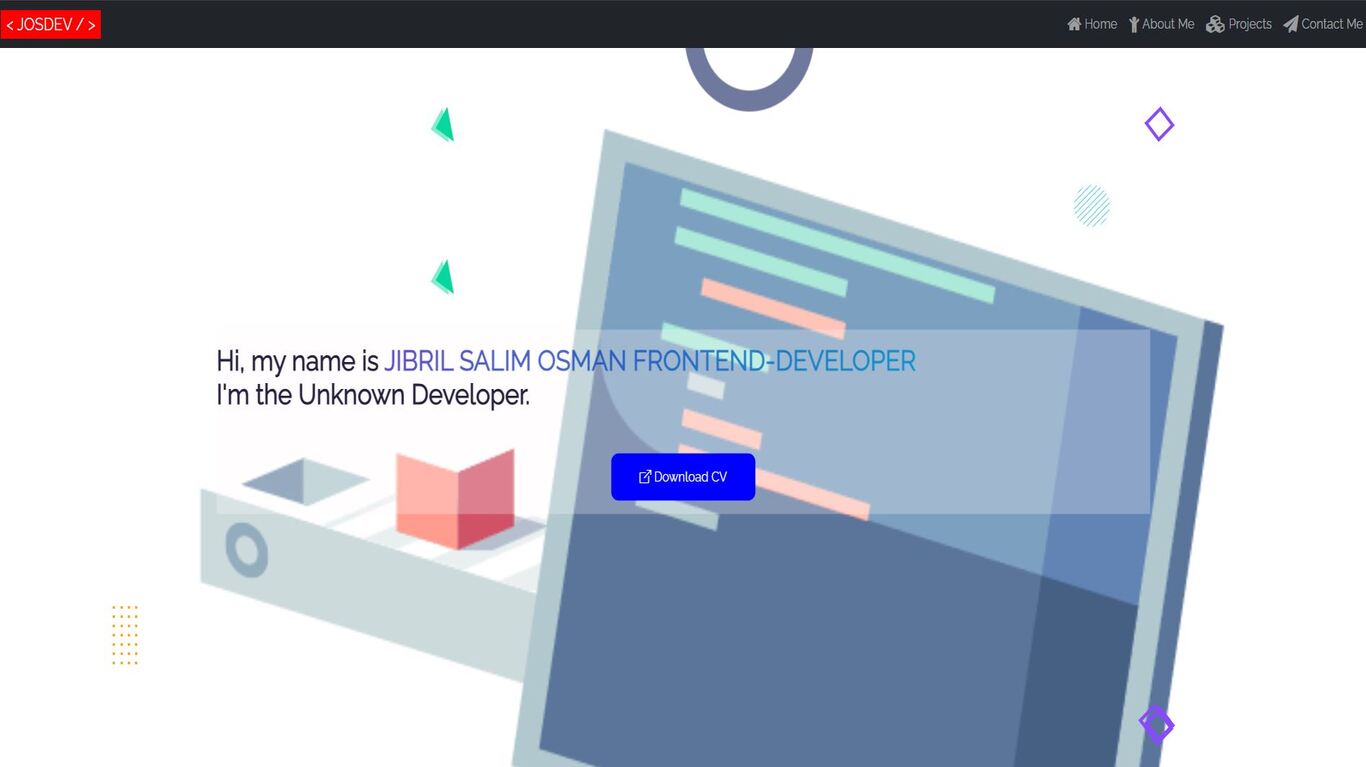 < JOSDEV / >
Home About Me Projects Contact Me
Hi, my name is JIBRIL SALIM OSMAN FRONTEND-DEVELOPER
I'm the Unknown Developer.
Download CV